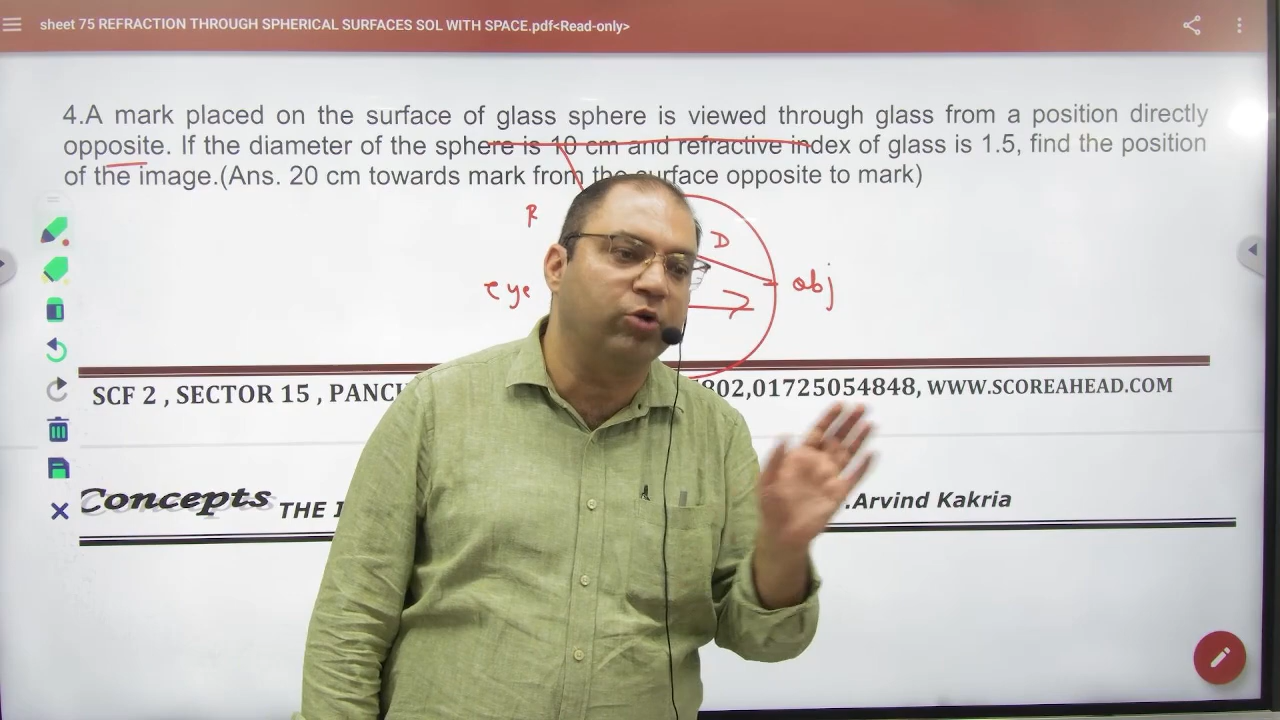 sheet 75 REFRACTION THROUGH SPHERICAL SURFACES SOL WITH SPACE.pdf<Read-only>
4.A mark placed on the surface of glass sphere is viewed through glass from a position directly
opposite. If the diameter of the sphere is 10 cm and refractive index of glass is 1.5, find the position
of the image.(Ans. 20 cm towards mark from the surface opposite to mark)
R
D
eye
obj
SCF 2 , SECTOR 15 , PANCH 802,01725054848, WWW.SCOREAHEAD.COM
Concepts THE .Arvind Kakria